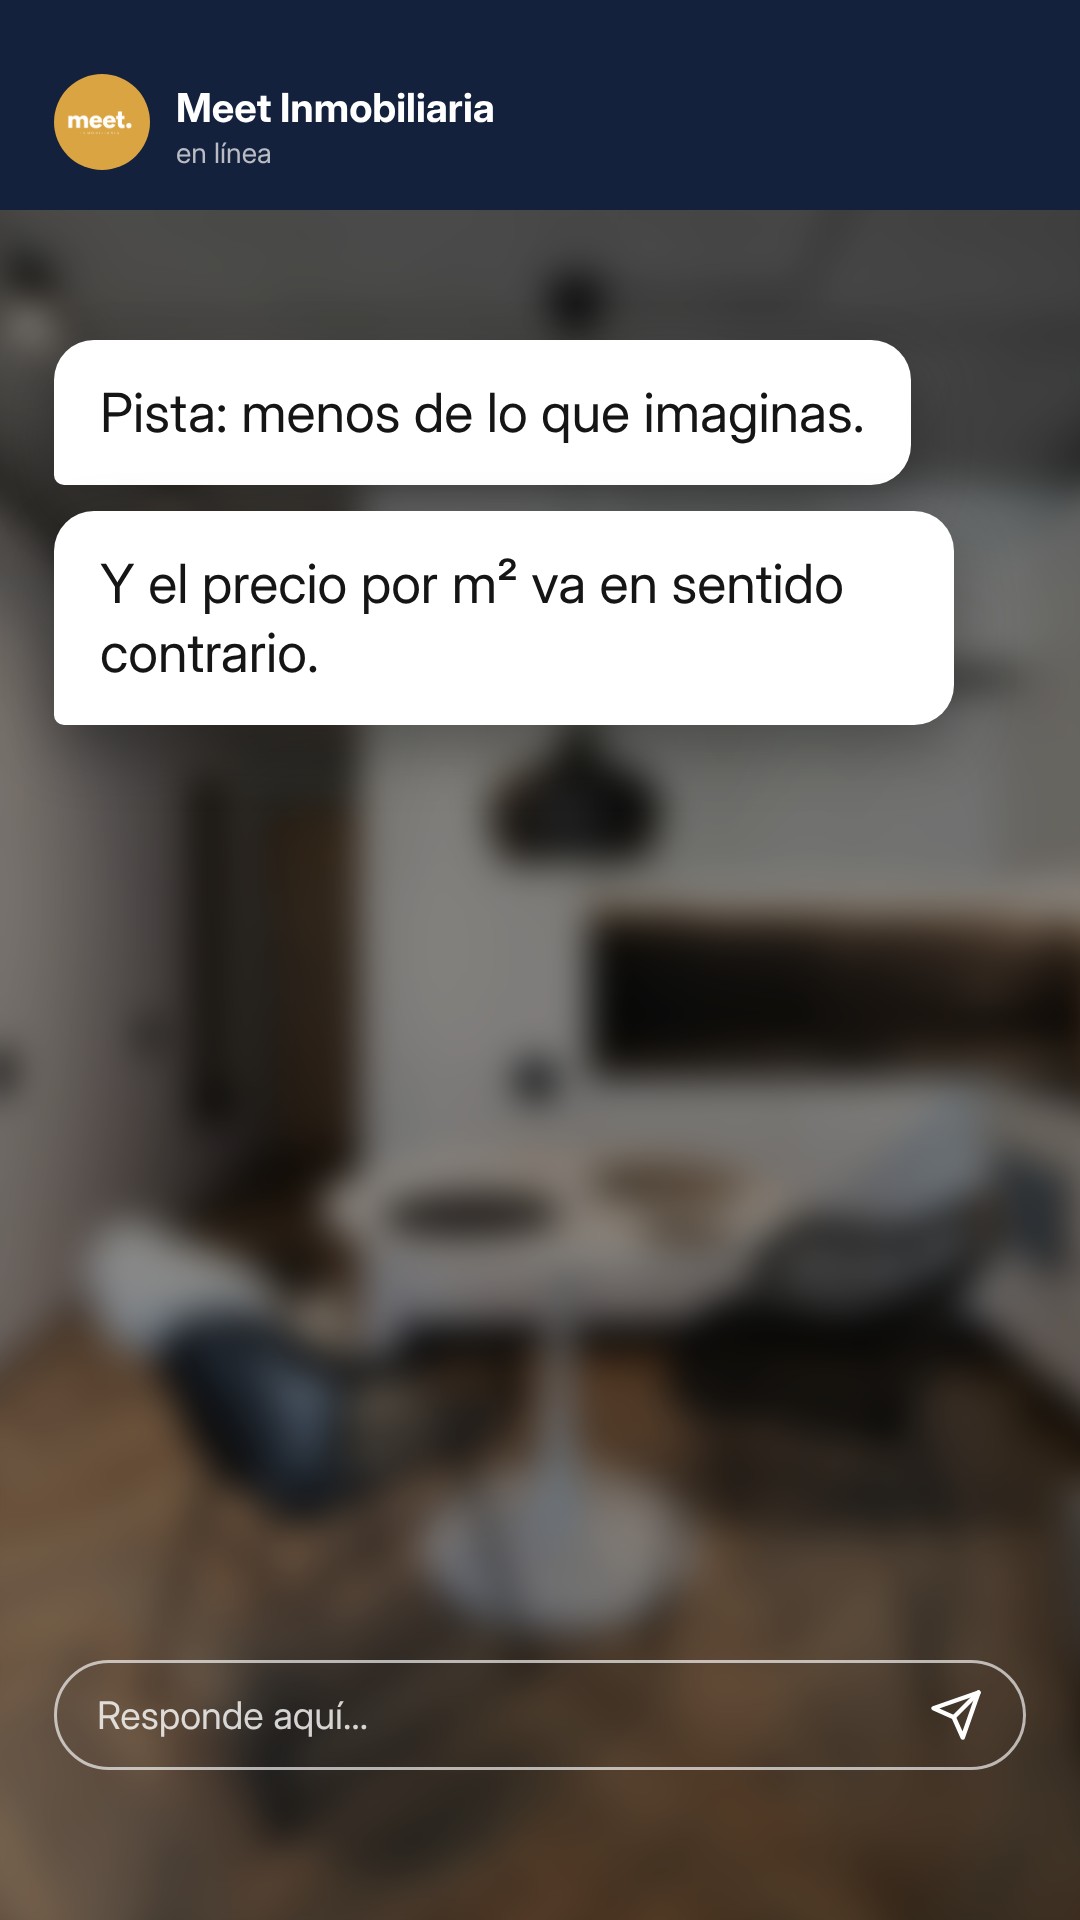 meet.
Meet Inmobiliaria
en línea
Pista: menos de lo que imaginas.
Y el precio por m² va en sentido
contrario.
Responde aquí...